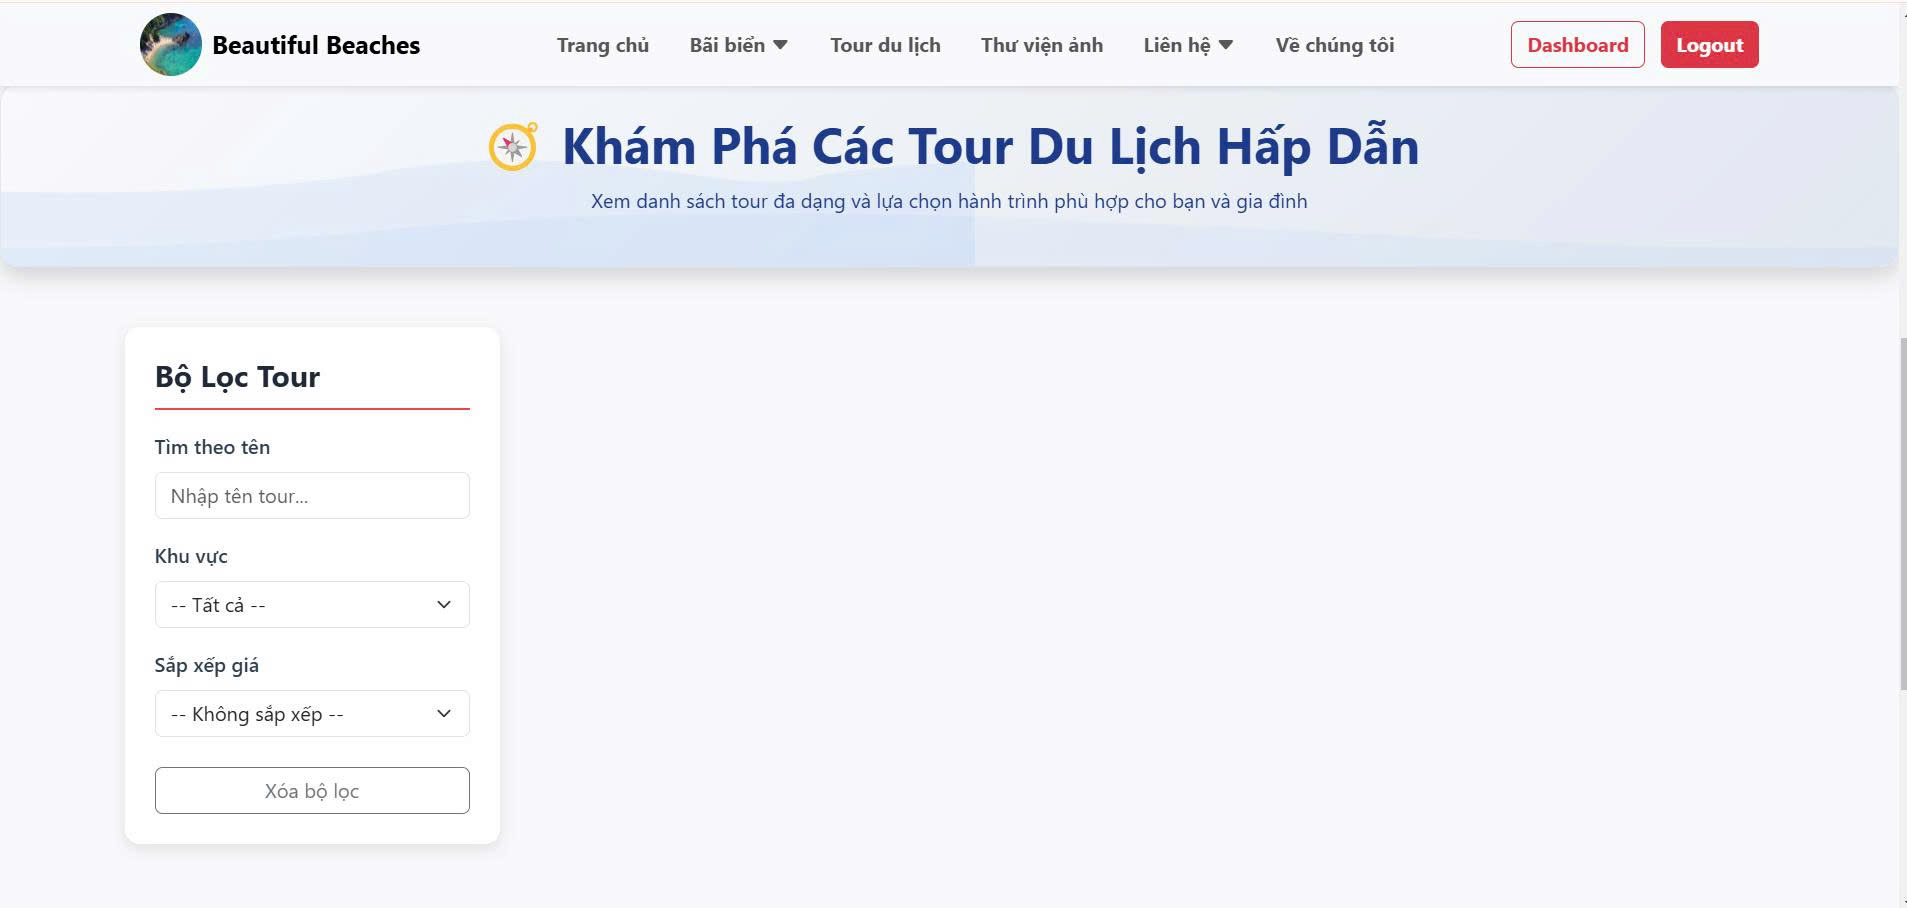 Beautiful Beaches
Trang chủ Bãi biển Tour du lịch Thư viện ảnh Liên hệ Về chúng tôi
Dashboard Logout
Khám Phá Các Tour Du Lịch Hấp Dẫn
Xem danh sách tour đa dạng và lựa chọn hành trình phù hợp cho bạn và gia đình
Bộ Lọc Tour
Tìm theo tên
Nhập tên tour...
Khu vực
-- Tất cả --
Sắp xếp giá
-- Không sắp xếp --
Xóa bộ lọc